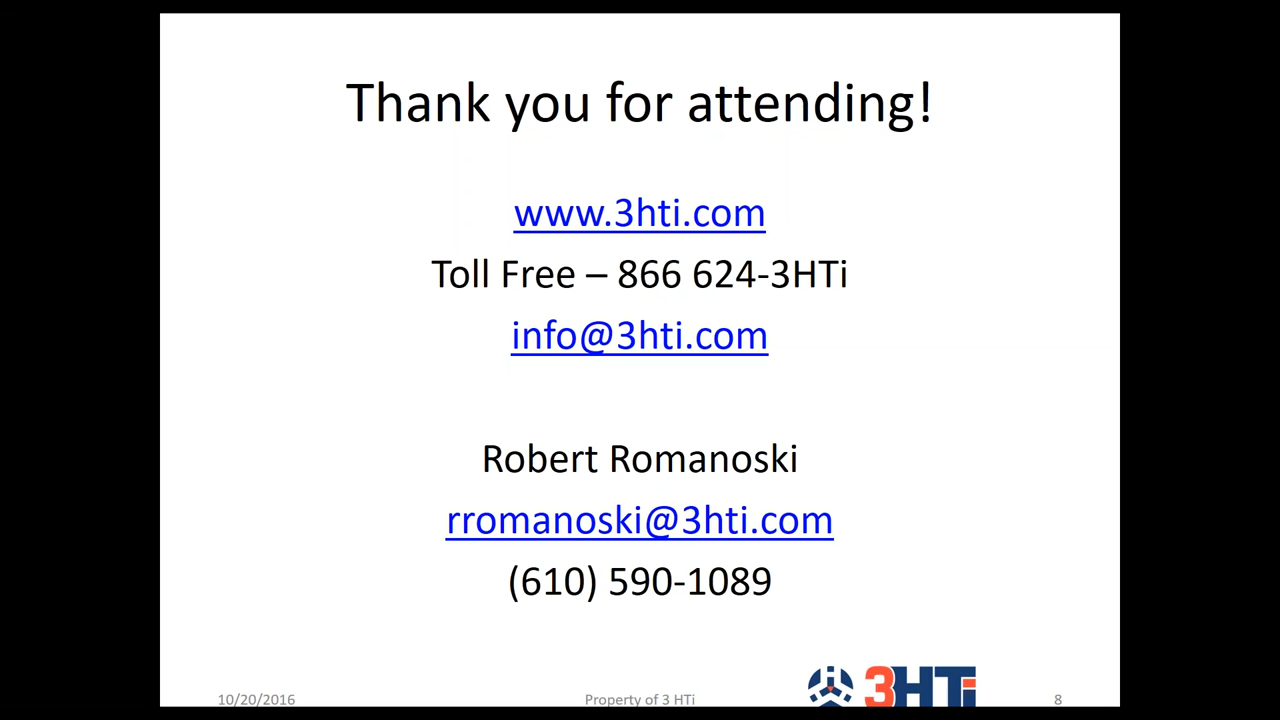 Thank you for attending!
www.3hti.com
Toll Free – 866 624-3HTi
info@3hti.com
Robert Romanoski
rromanoski@3hti.com
(610) 590-1089
10/20/2016
Property of 3 HTi
3HTi
8